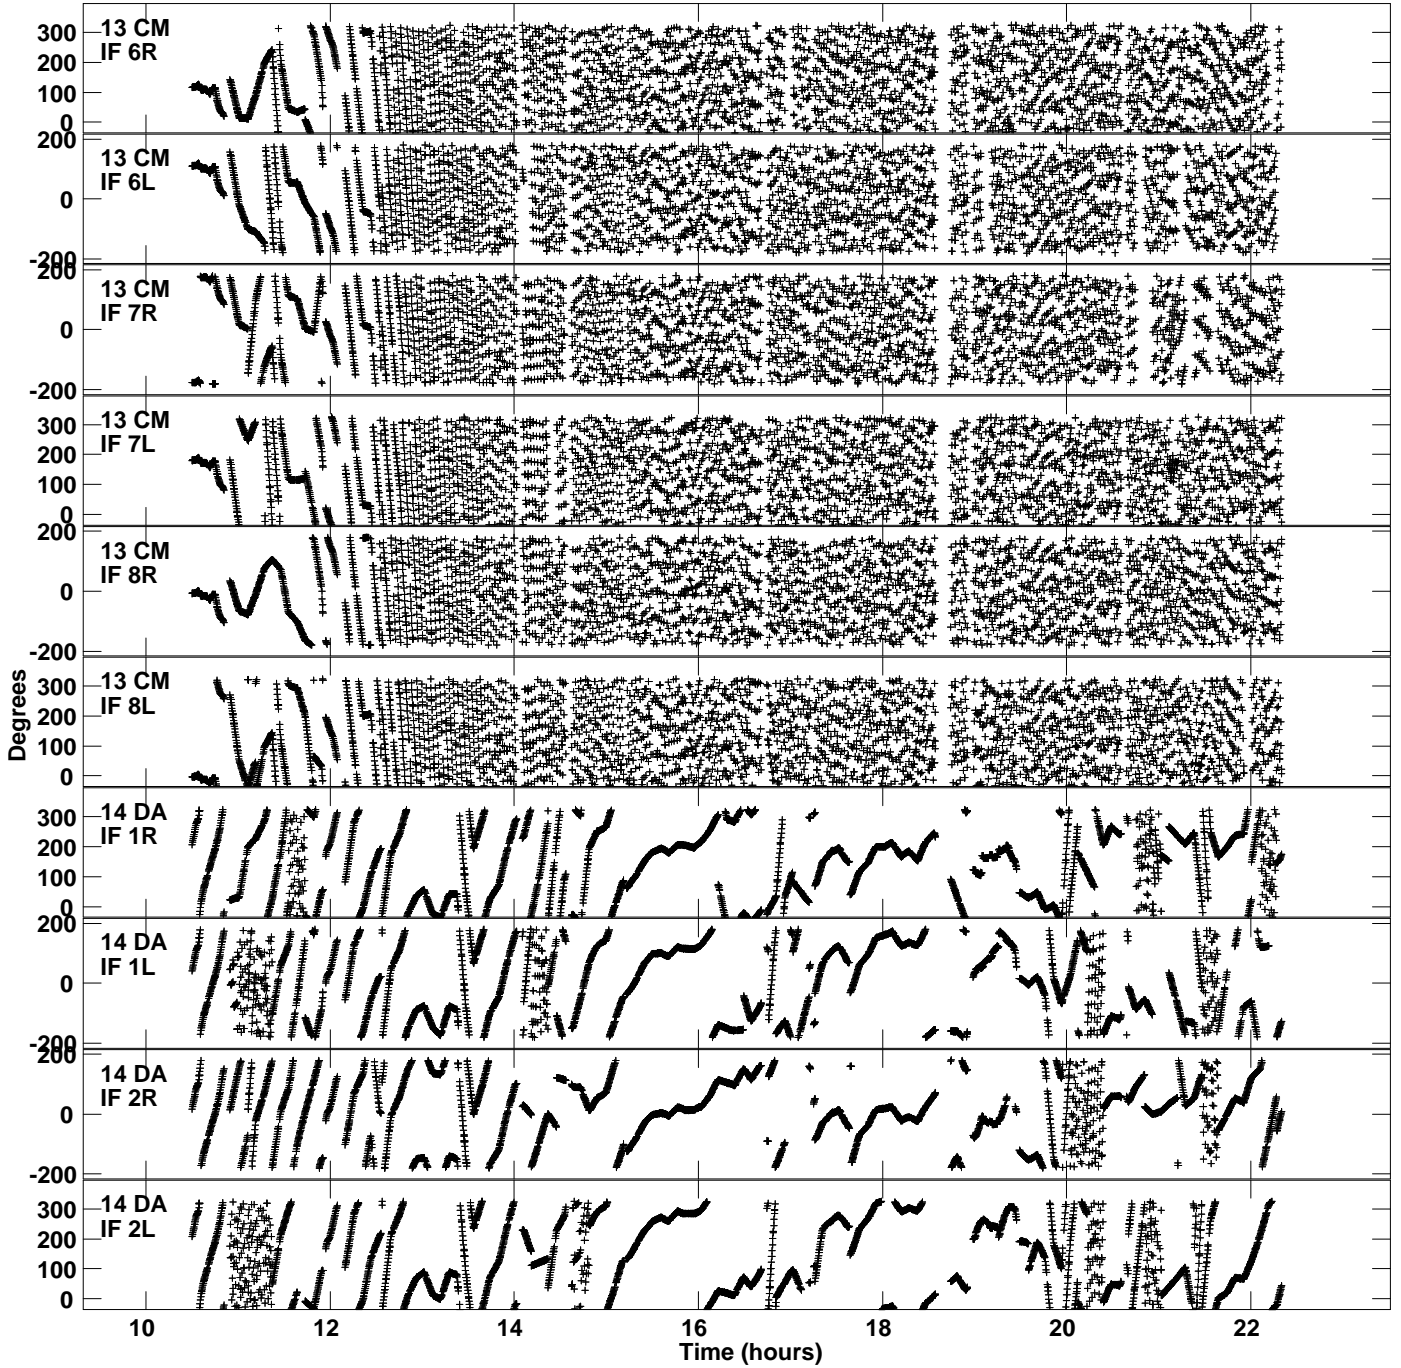 300 13 CM
200 IF 6R
100
0
200 13 CM
IF 6L
0
-200
200 13 CM
IF 7R
0
-200
300 13 CM
200 IF 7L
100
0
200 13 CM
IF 8R
0
-200
300 13 CM
200 IF 8L
100
0
Degrees
300 14 DA
200 IF 1R
100
0
200 14 DA
IF 1L
0
-200
200 14 DA
IF 2R
0
-200
300 14 DA
200 IF 2L
100
0
10 12 14 16 18 20 22
Time (hours)